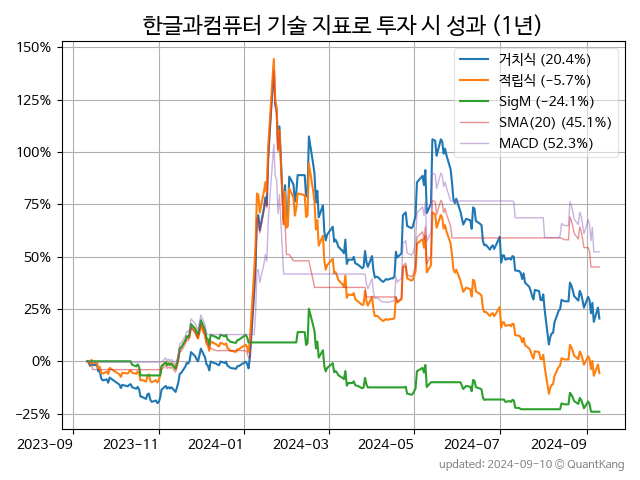 한글과컴퓨터 기술 지표로 투자 시 성과 (1년)
150%
125%
100%
75%
50%
25%
0%
−25%
거치식 (20.4%)
적립식 (−5.7%)
SigM (−24.1%)
SMA(20) (45.1%)
MACD (52.3%)
2023-09
2023-11
2024-01
2024-03
2024-05
2024-07
2024-09
updated: 2024-09-10 ⓒ QuantKang